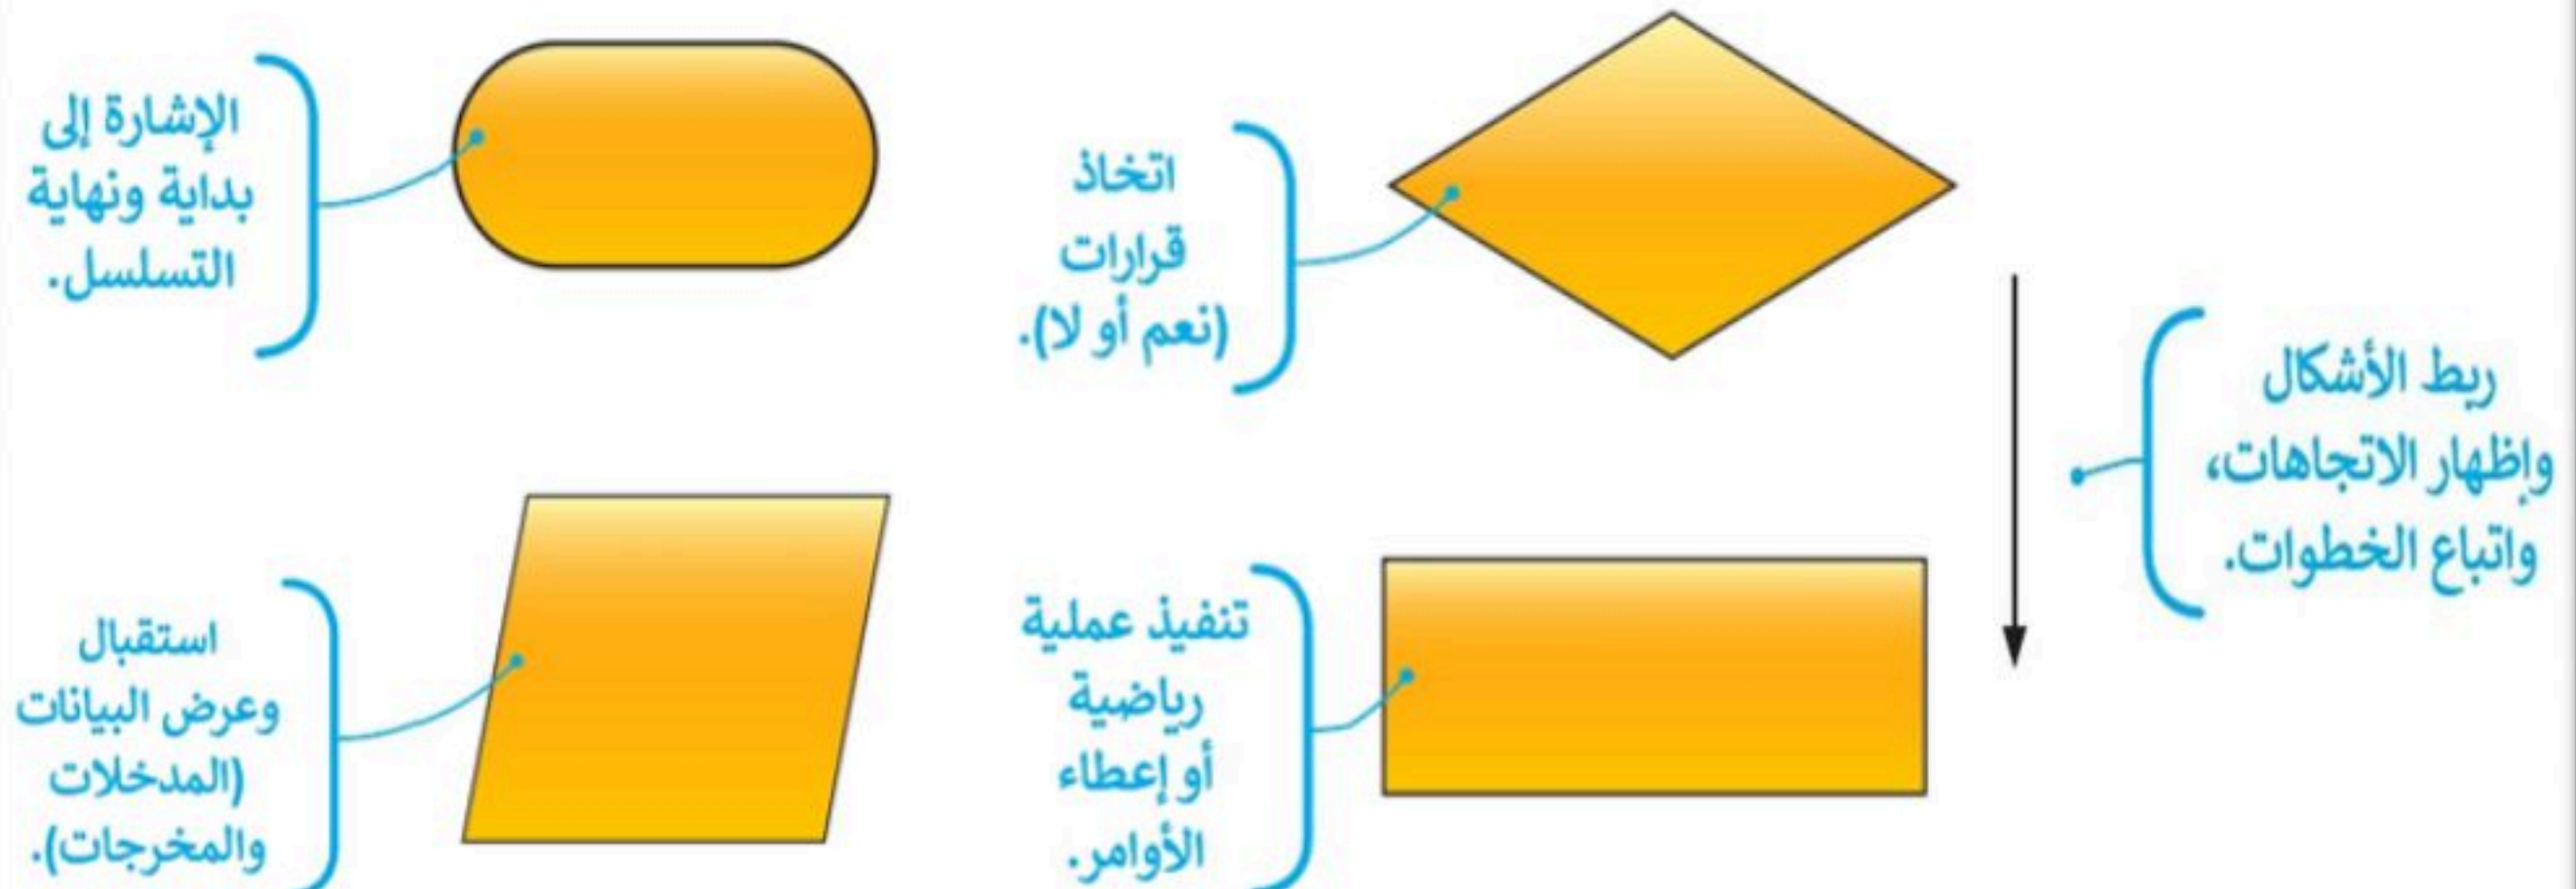 الإشارة إلى
بداية ونهاية
التسلسل.
اتخاذ
قرارات
(نعم أو لا).
ربط الأشكال
وإظهار الاتجاهات،
واتباع الخطوات.
استقبال
وعرض البيانات
(المدخلات
والمخرجات).
تنفيذ عملية
رياضية
أو إعطاء
الأوامر.